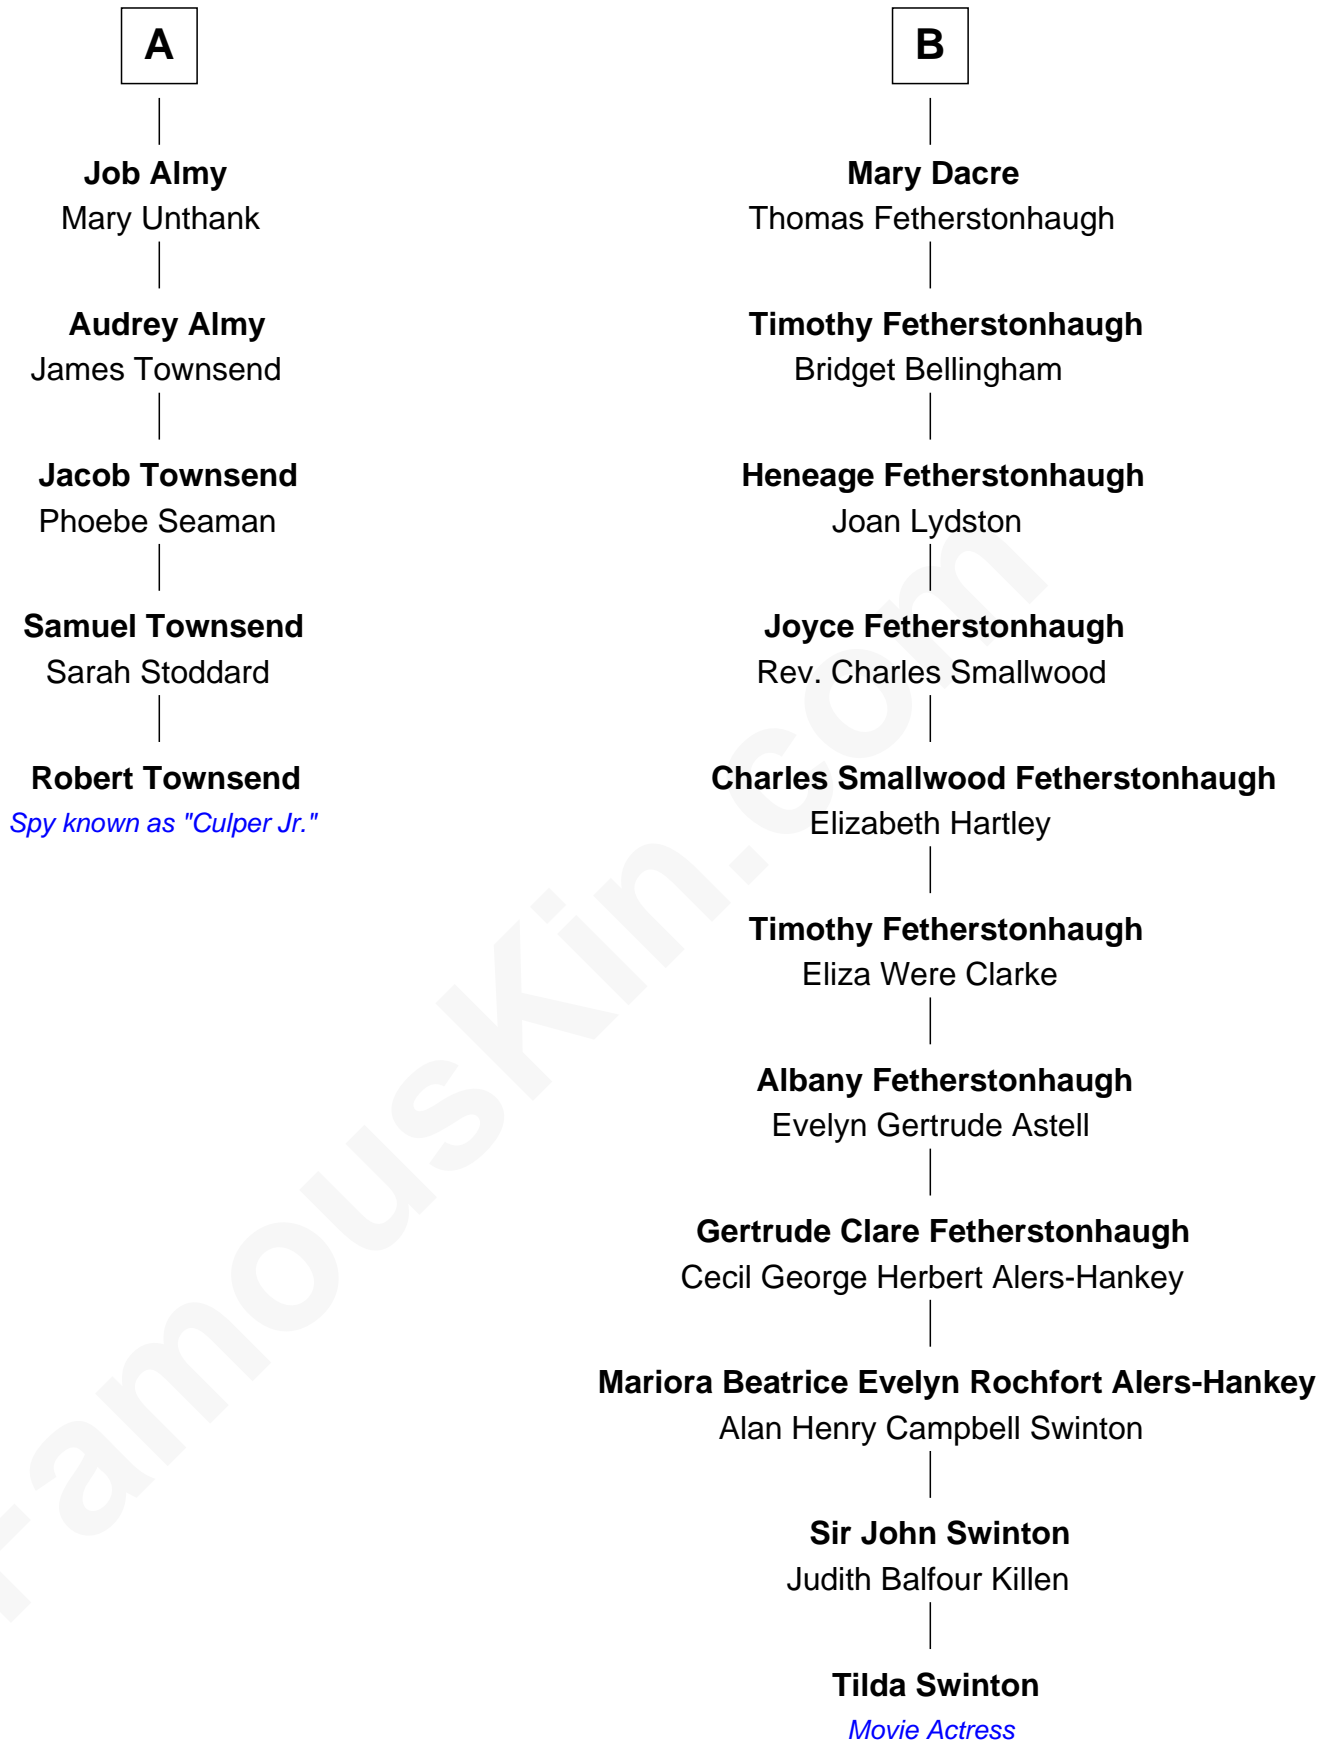 A
Job Almy
Mary Unthank
Audrey Almy
James Townsend
Jacob Townsend
Phoebe Seaman
Samuel Townsend
Sarah Stoddard
Robert Townsend
Spy known as "Culper Jr."
B
Mary Dacre
Thomas Fetherstonhaugh
Timothy Fetherstonhaugh
Bridget Bellingham
Heneage Fetherstonhaugh
Joan Lydston
Joyce Fetherstonhaugh
Rev. Charles Smallwood
Charles Smallwood Fetherstonhaugh
Elizabeth Hartley
Timothy Fetherstonhaugh
Eliza Were Clarke
Albany Fetherstonhaugh
Evelyn Gertrude Astell
Gertrude Clare Fetherstonhaugh
Cecil George Herbert Alers-Hankey
Mariora Beatrice Evelyn Rochfort Alers-Hankey
Alan Henry Campbell Swinton
Sir John Swinton
Judith Balfour Killen
Tilda Swinton
Movie Actress
FamousKin.com